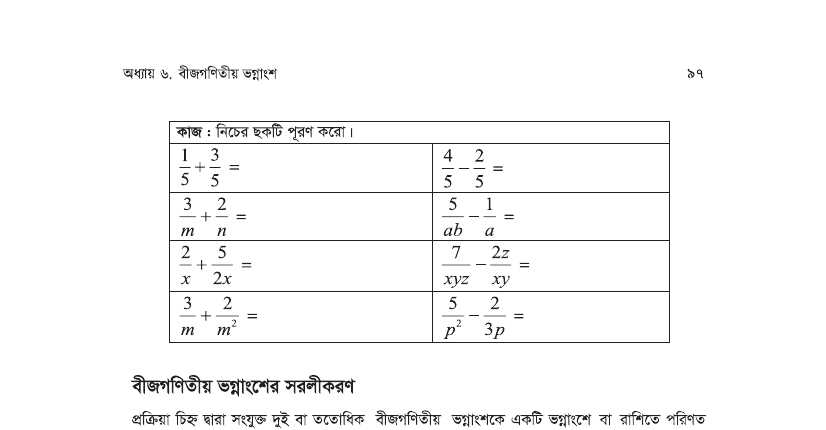 অধ্যায় ৬. বীজগণিতীয় ভগ্নাংশ ৯৭
কাজ : নিচের ছকটি পূরণ করো।
1/5 + 3/5 = 4/5 − 2/5 =
3/m + 2/n = 5/ab − 1/a =
2/x + 5/2x = 7/xyz − 2z/xy =
3/m + 2/m² = 5/p² − 2/3p =
বীজগণিতীয় ভগ্নাংশের সরলীকরণ
প্রক্রিয়া চিহ্ন দ্বারা সংযুক্ত দুই বা ততোধিক বীজগণিতীয় ভগ্নাংশকে একটি ভগ্নাংশে বা রাশিতে পরিণত